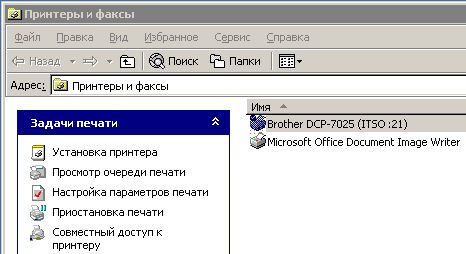 Принтеры и факсы
Файл Правка Вид Избранное Сервис Справка
Назад Поиск Папки
Адрес: Принтеры и факсы
Имя
Задачи печати
Brother DCP-7025 (ITSO :21)
Microsoft Office Document Image Writer
Установка принтера
Просмотр очереди печати
Настройка параметров печати
Приостановка печати
Совместный доступ к
принтеру